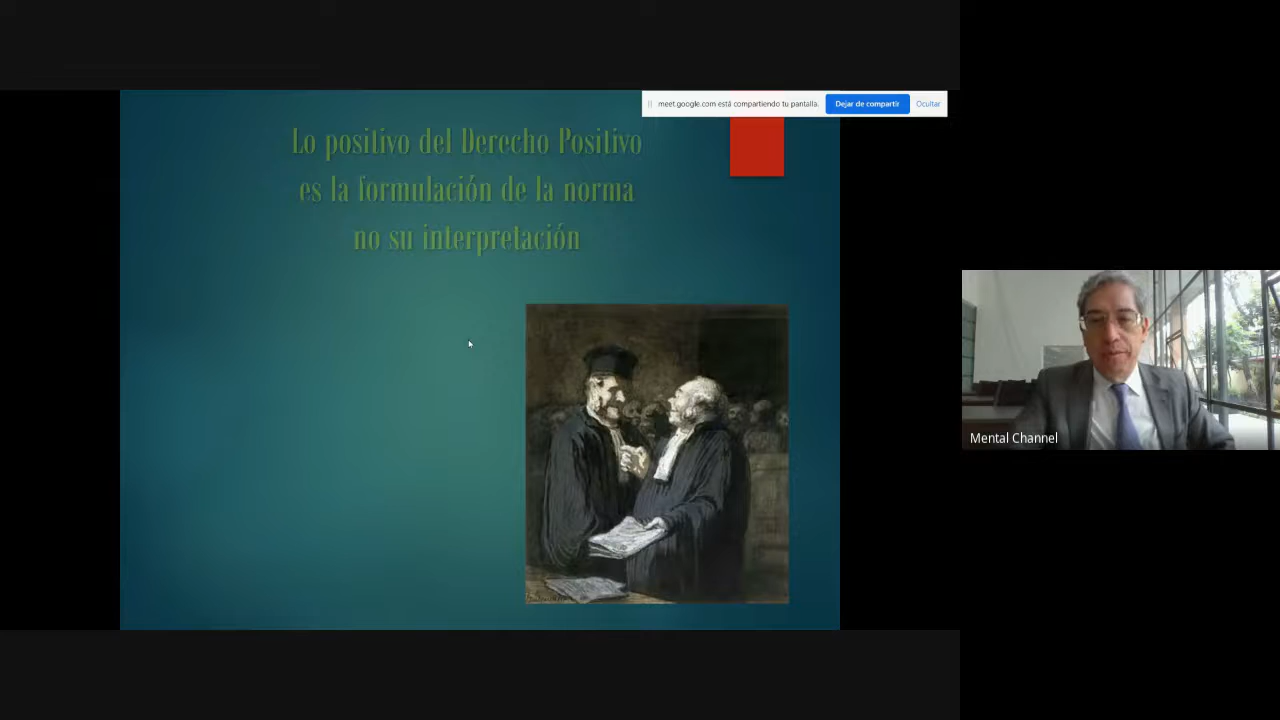 meet.google.com está compartiendo tu pantalla.
Dejar de compartir
Ocultar
Lo positivo del Derecho Positivo
es la formulación de la norma
no su interpretación
Mental Channel